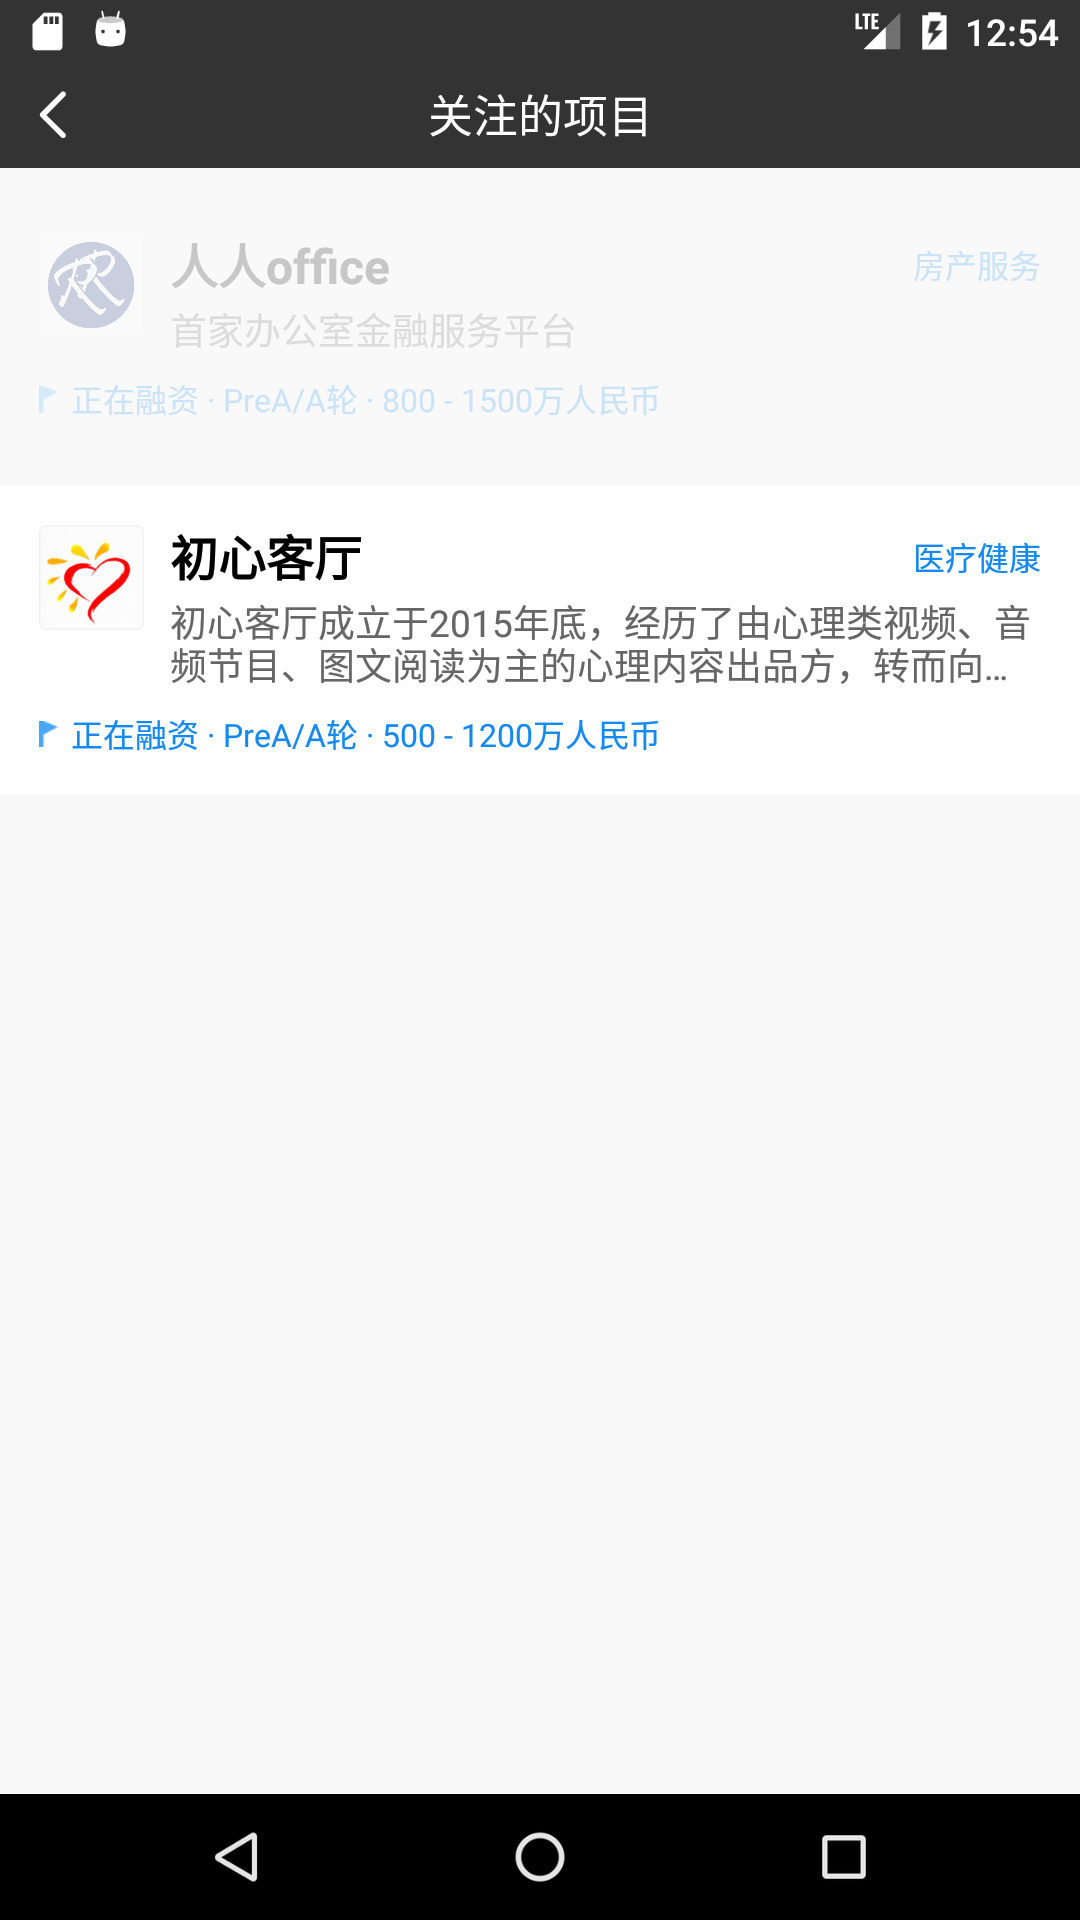 LTE 12:54
关注的项目
人人office
房产服务
首家办公室金融服务平台
正在融资 · PreA/A轮 · 800 - 1500万人民币
初心客厅
医疗健康
初心客厅成立于2015年底，经历了由心理类视频、音
频节目、图文阅读为主的心理内容出品方，转而向...
正在融资 · PreA/A轮 · 500 - 1200万人民币